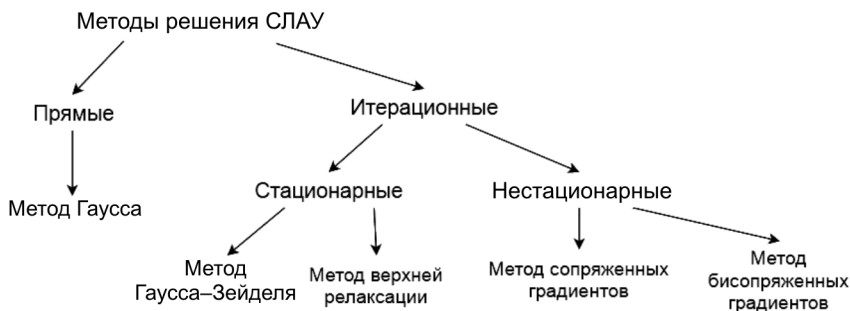 Методы решения СЛАУ
Прямые
Итерационные
Метод Гаусса
Стационарные
Нестационарные
Метод
Гаусса–Зейделя
Метод верхней
релаксации
Метод сопряженных
градиентов
Метод
бисопряженных
градиентов